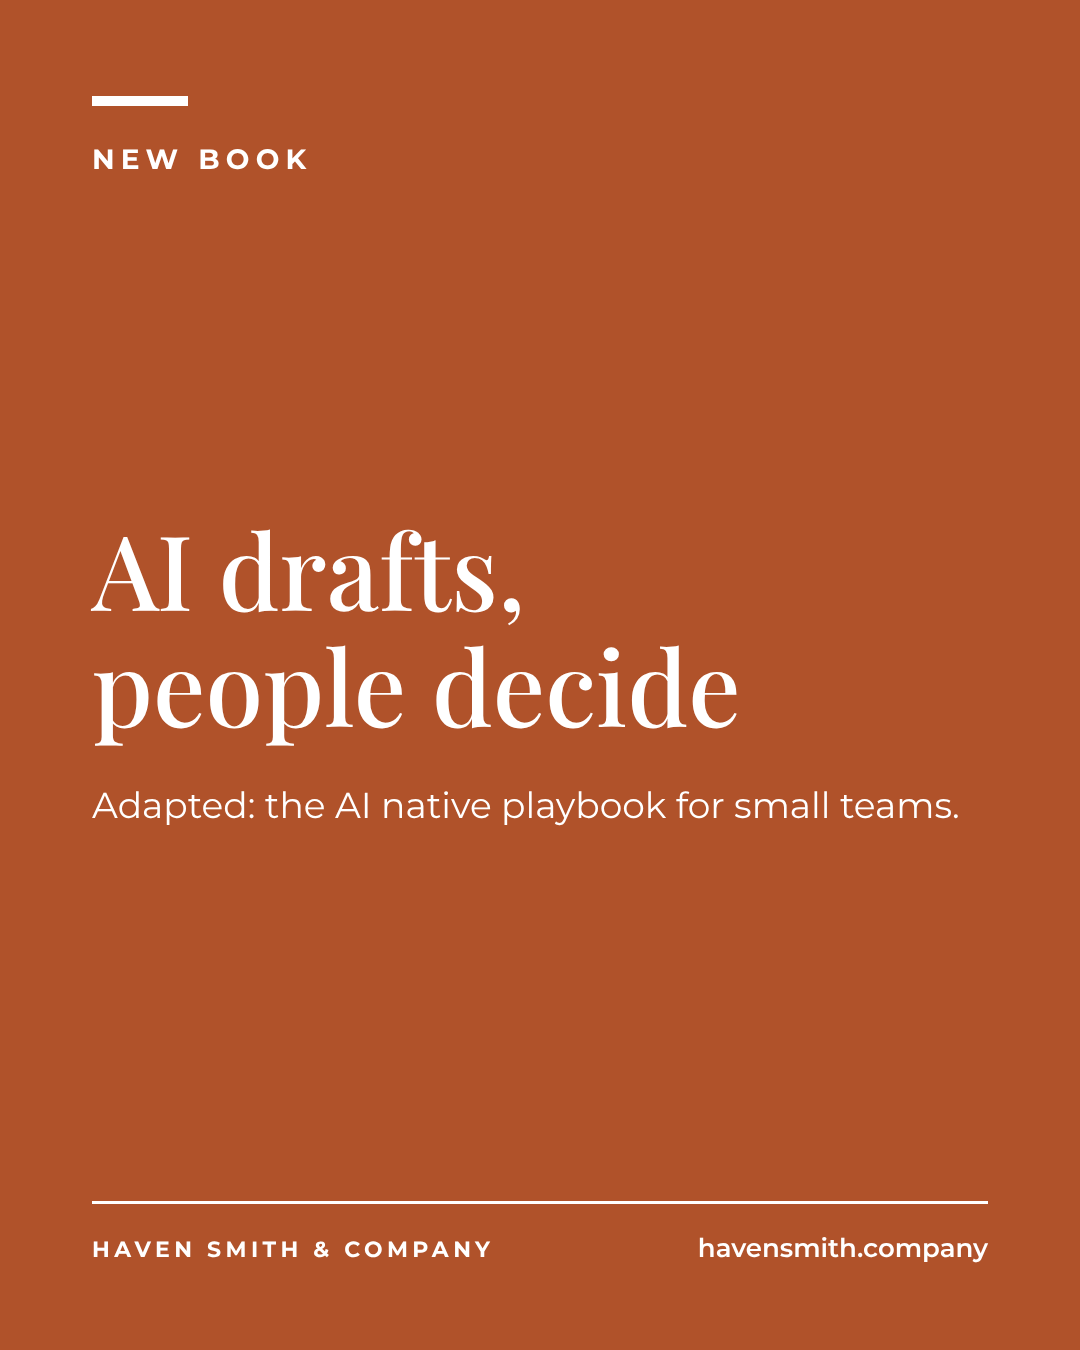 NEW BOOK
AI drafts,
people decide
Adapted: the AI native playbook for small teams.
HAVEN SMITH & COMPANY
havensmith.company